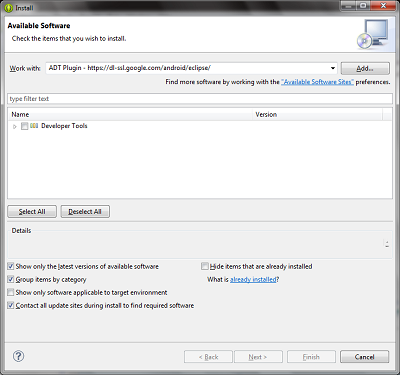 Install
Available Software
Check the items that you wish to install.
Work with: ADT Plugin - https://dl-ssl.google.com/android/eclipse/ Add...
Find more software by working with the "Available Software Sites" preferences.
type filter text
Name Version
Developer Tools
Select All Deselect All
Details
Show only the latest versions of available software Hide items that are already installed
Group items by category What is already installed?
Show only software applicable to target environment
Contact all update sites during install to find required software
? < Back Next > Finish Cancel